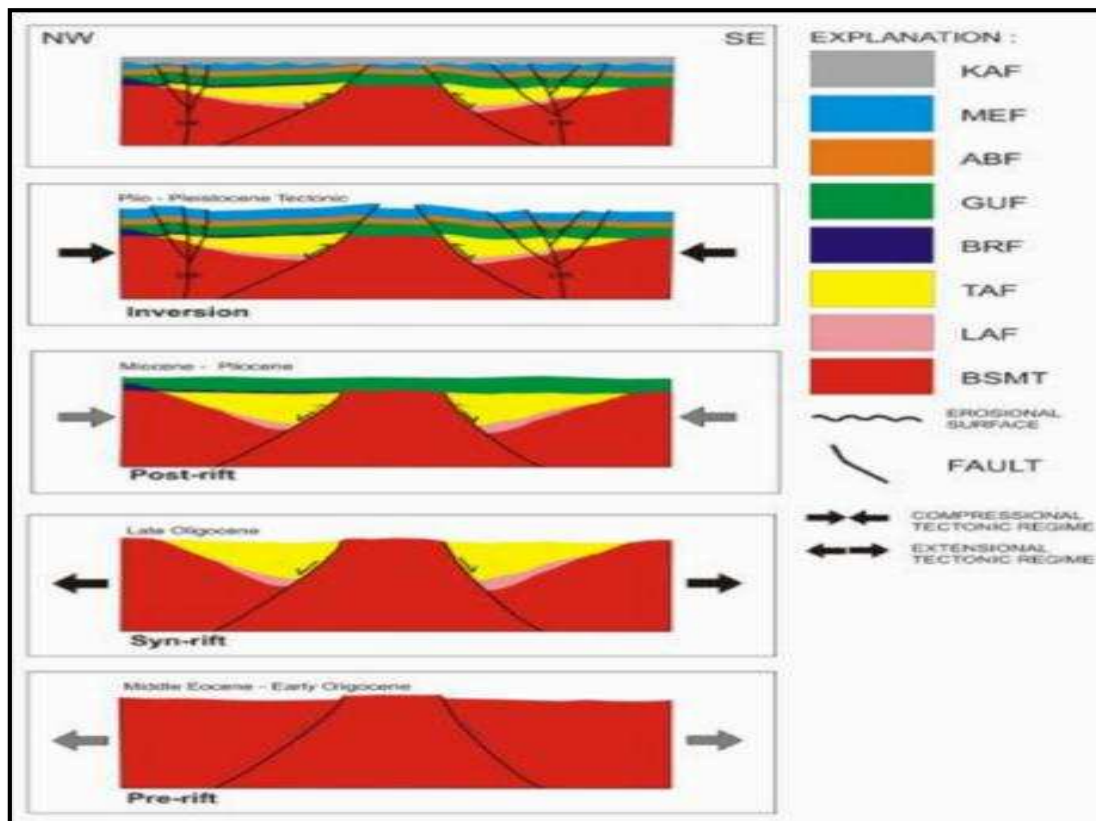 NW
SE
Plio - Pleistocene Tectonic
Inversion
Miocene - Pliocene
Post-rift
Late Oligocene
Syn-rift
Middle Eocene - Early Oligocene
Pre-rift
EXPLANATION :
KAF
MEF
ABF
GUF
BRF
TAF
LAF
BSMT
EROSIONAL
SURFACE
FAULT
COMPRESSIONAL
TECTONIC REGIME
EXTENSIONAL
TECTONIC REGIME